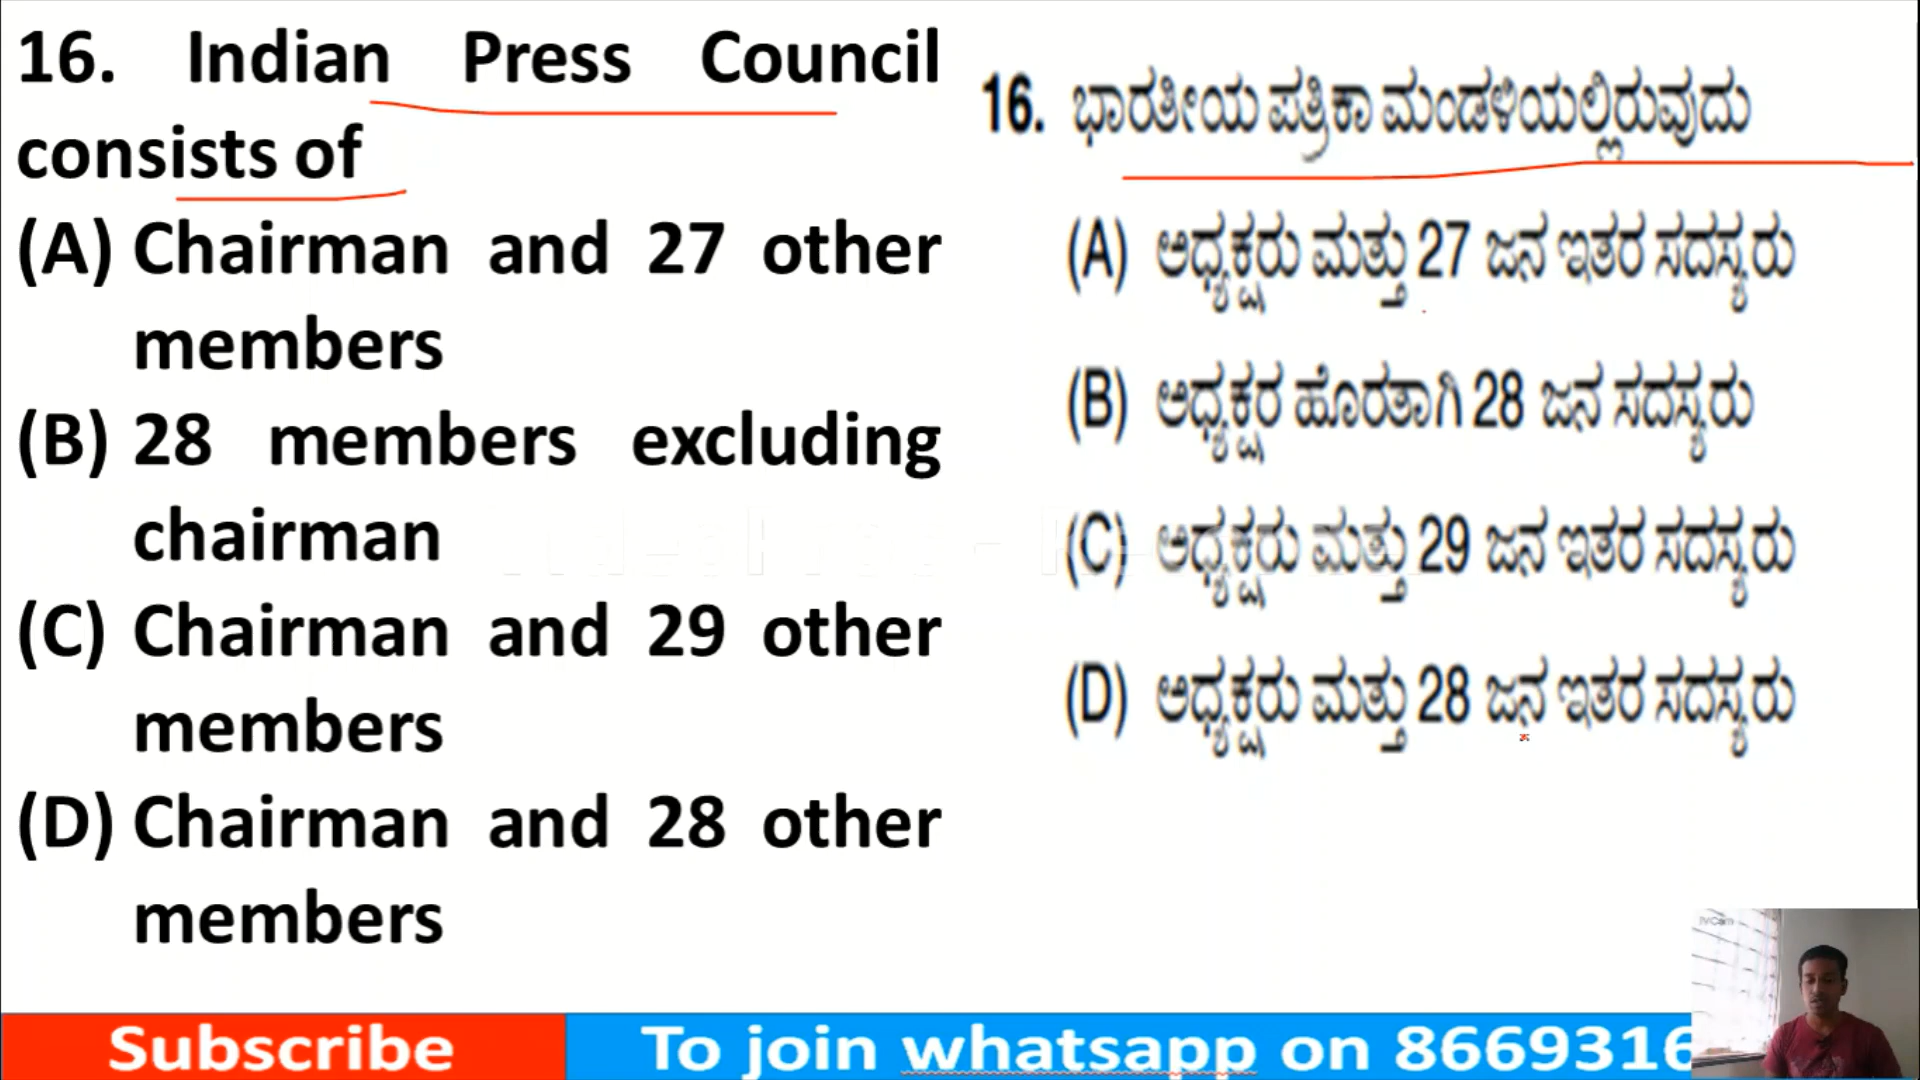 16. Indian Press Council
consists of
(A) Chairman and 27 other
members
(B) 28 members excluding
chairman
(C) Chairman and 29 other
members
(D) Chairman and 28 other
members
16. ಭಾರತೀಯ ಪತ್ರಿಕಾ ಮಂಡಳಿಯಲ್ಲಿರುವುದು
(A) ಅಧ್ಯಕ್ಷರು ಮತ್ತು 27 ಜನ ಇತರ ಸದಸ್ಯರು
(B) ಅಧ್ಯಕ್ಷರ ಹೊರತಾಗಿ 28 ಜನ ಸದಸ್ಯರು
(C) ಅಧ್ಯಕ್ಷರು ಮತ್ತು 29 ಜನ ಇತರ ಸದಸ್ಯರು
(D) ಅಧ್ಯಕ್ಷರು ಮತ್ತು 28 ಜನ ಇತರ ಸದಸ್ಯರು
Subscribe
To join whatsapp on 8669316